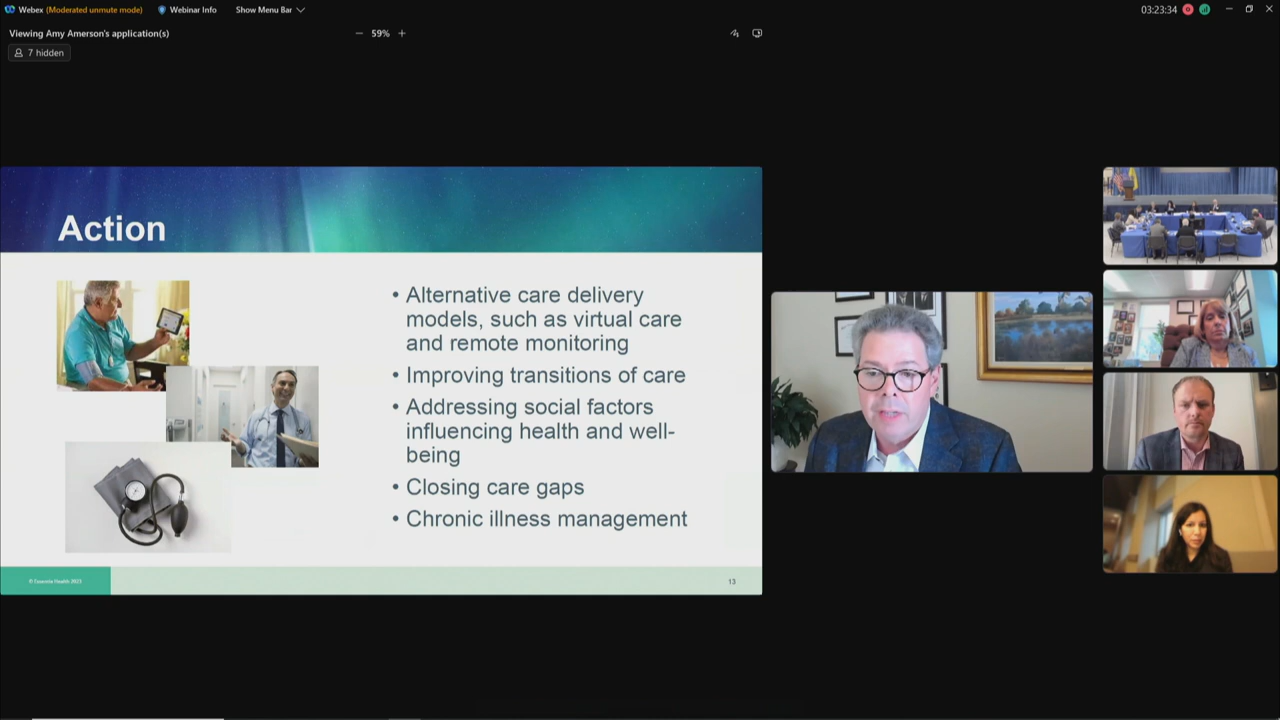 Webex (Moderated unmute mode) Webinar Info Show Menu Bar 03:23:34
Viewing Amy Amerson's application(s) 59%
7 hidden
Action
• Alternative care delivery
models, such as virtual care
and remote monitoring
• Improving transitions of care
• Addressing social factors
influencing health and well-
being
• Closing care gaps
• Chronic illness management
13